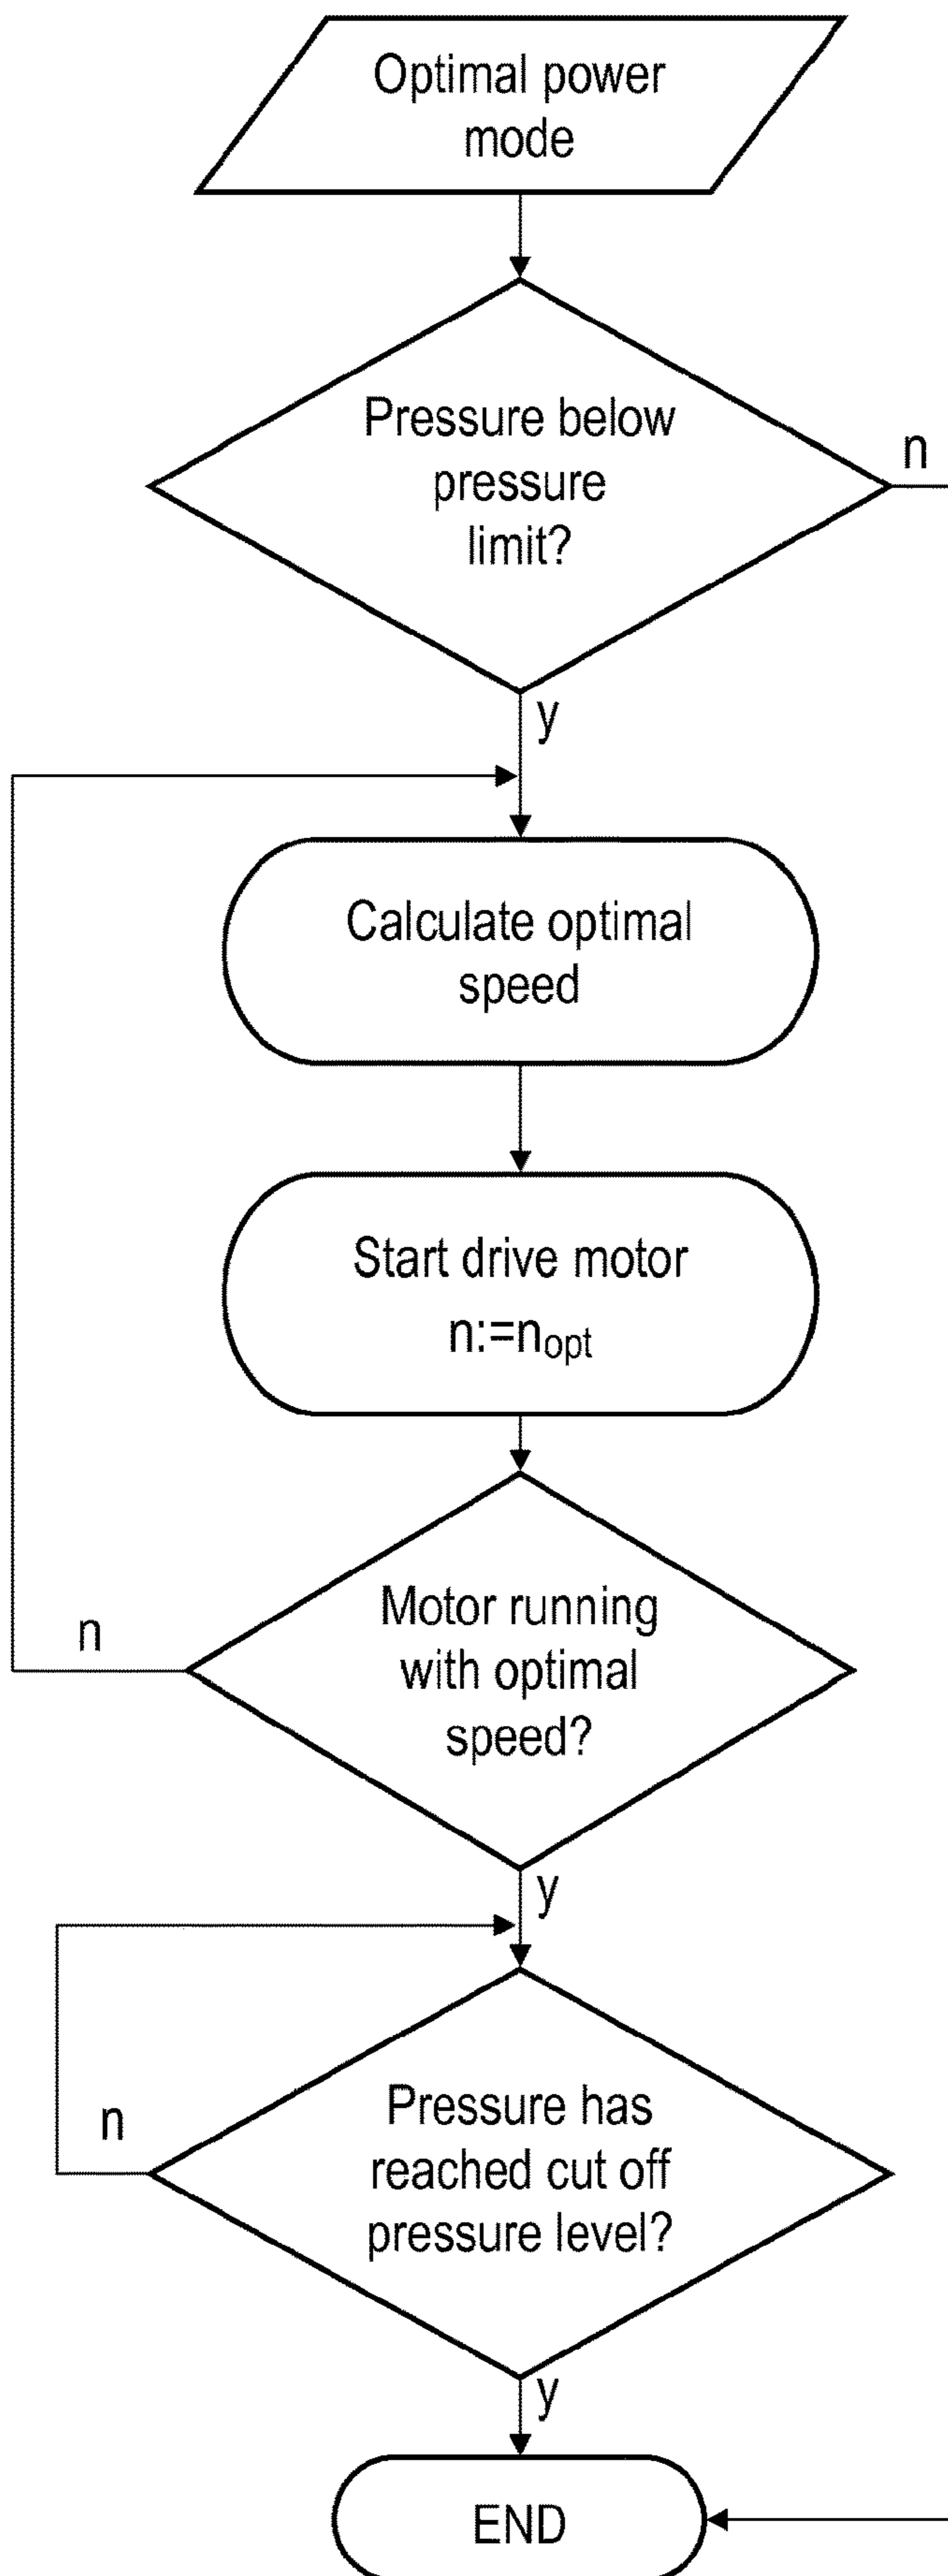 Optimal power
mode
Pressure below
pressure
limit?
n
y
Calculate optimal
speed
Start drive motor
n:=nopt
Motor running
with optimal
speed?
n
y
Pressure has
reached cut off
pressure level?
n
y
END